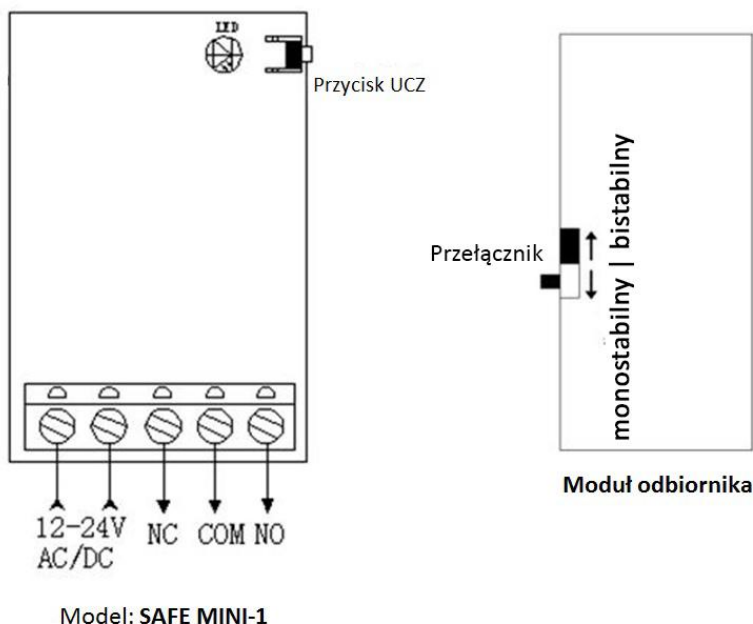 LED
Przycisk UCZ
12-24V
AC/DC
NC
COM
NO
Model: SAFE MINI-1
Przełącznik
monostabilny | bistabilny
Moduł odbiornika